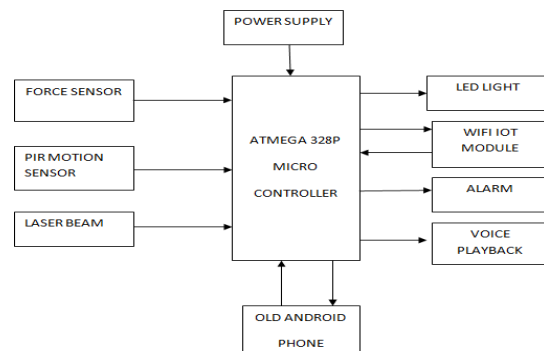 POWER SUPPLY
FORCE SENSOR
PIR MOTION
SENSOR
LASER BEAM
ATMEGA 328P
MICRO
CONTROLLER
LED LIGHT
WIFI IOT
MODULE
ALARM
VOICE
PLAYBACK
OLD ANDROID
PHONE